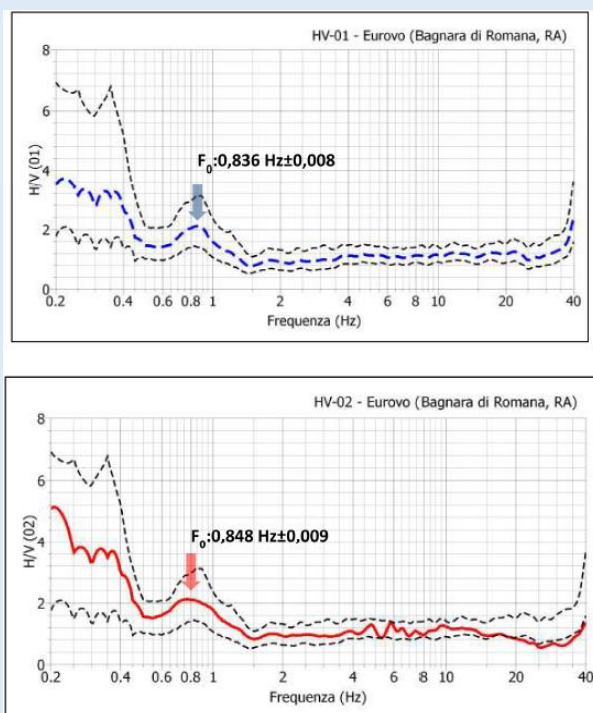 HV-01 - Eurovo (Bagnara di Romana, RA)
8
6
4
2
0
H/V (01)
F0:0,836 Hz±0,008
0.2 0.4 0.6 0.8 1 2 4 6 8 10 20 40
Frequenza (Hz)
HV-02 - Eurovo (Bagnara di Romana, RA)
8
6
4
2
0
H/V (02)
F0:0,848 Hz±0,009
0.2 0.4 0.6 0.8 1 2 4 6 8 10 20 40
Frequenza (Hz)